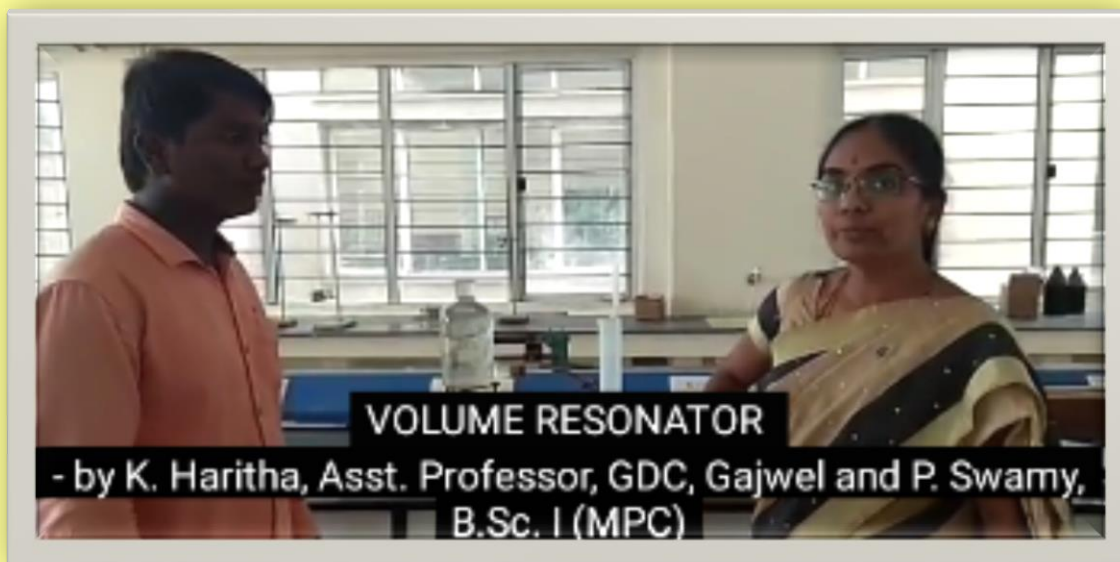 VOLUME RESONATOR
- by K. Haritha, Asst. Professor, GDC, Gajwel and P. Swamy,
B.Sc. I (MPC)